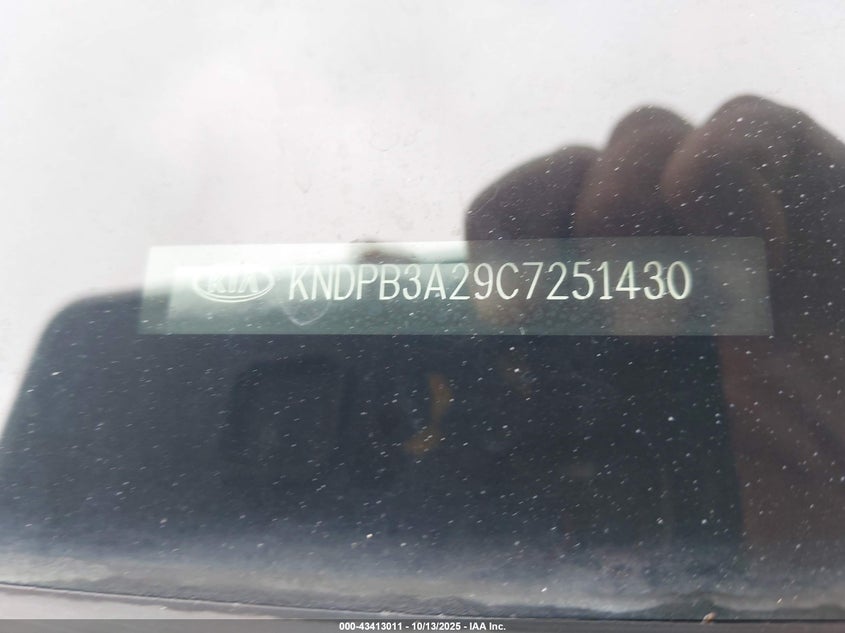 KIA KNDPB3A29C7251430
000-43413011 - 10/13/2025 - IAA Inc.